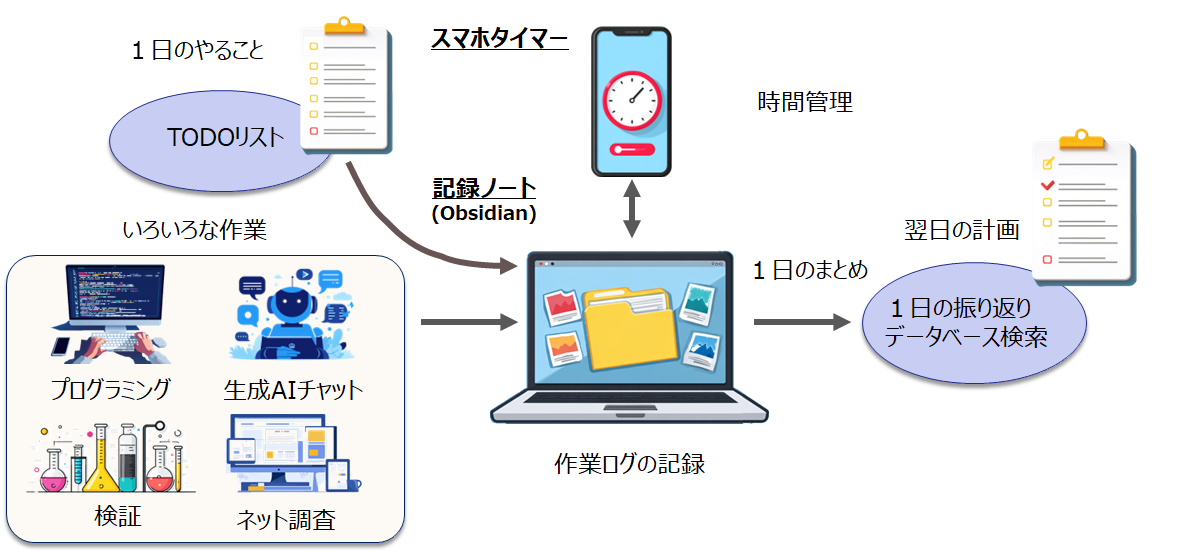 1日のやること
TODOリスト
スマホタイマー
時間管理
記録ノート
(Obsidian)
いろいろな作業
プログラミング
生成AIチャット
検証
ネット調査
作業ログの記録
1日のまとめ
翌日の計画
1日の振り返り
データベース検索